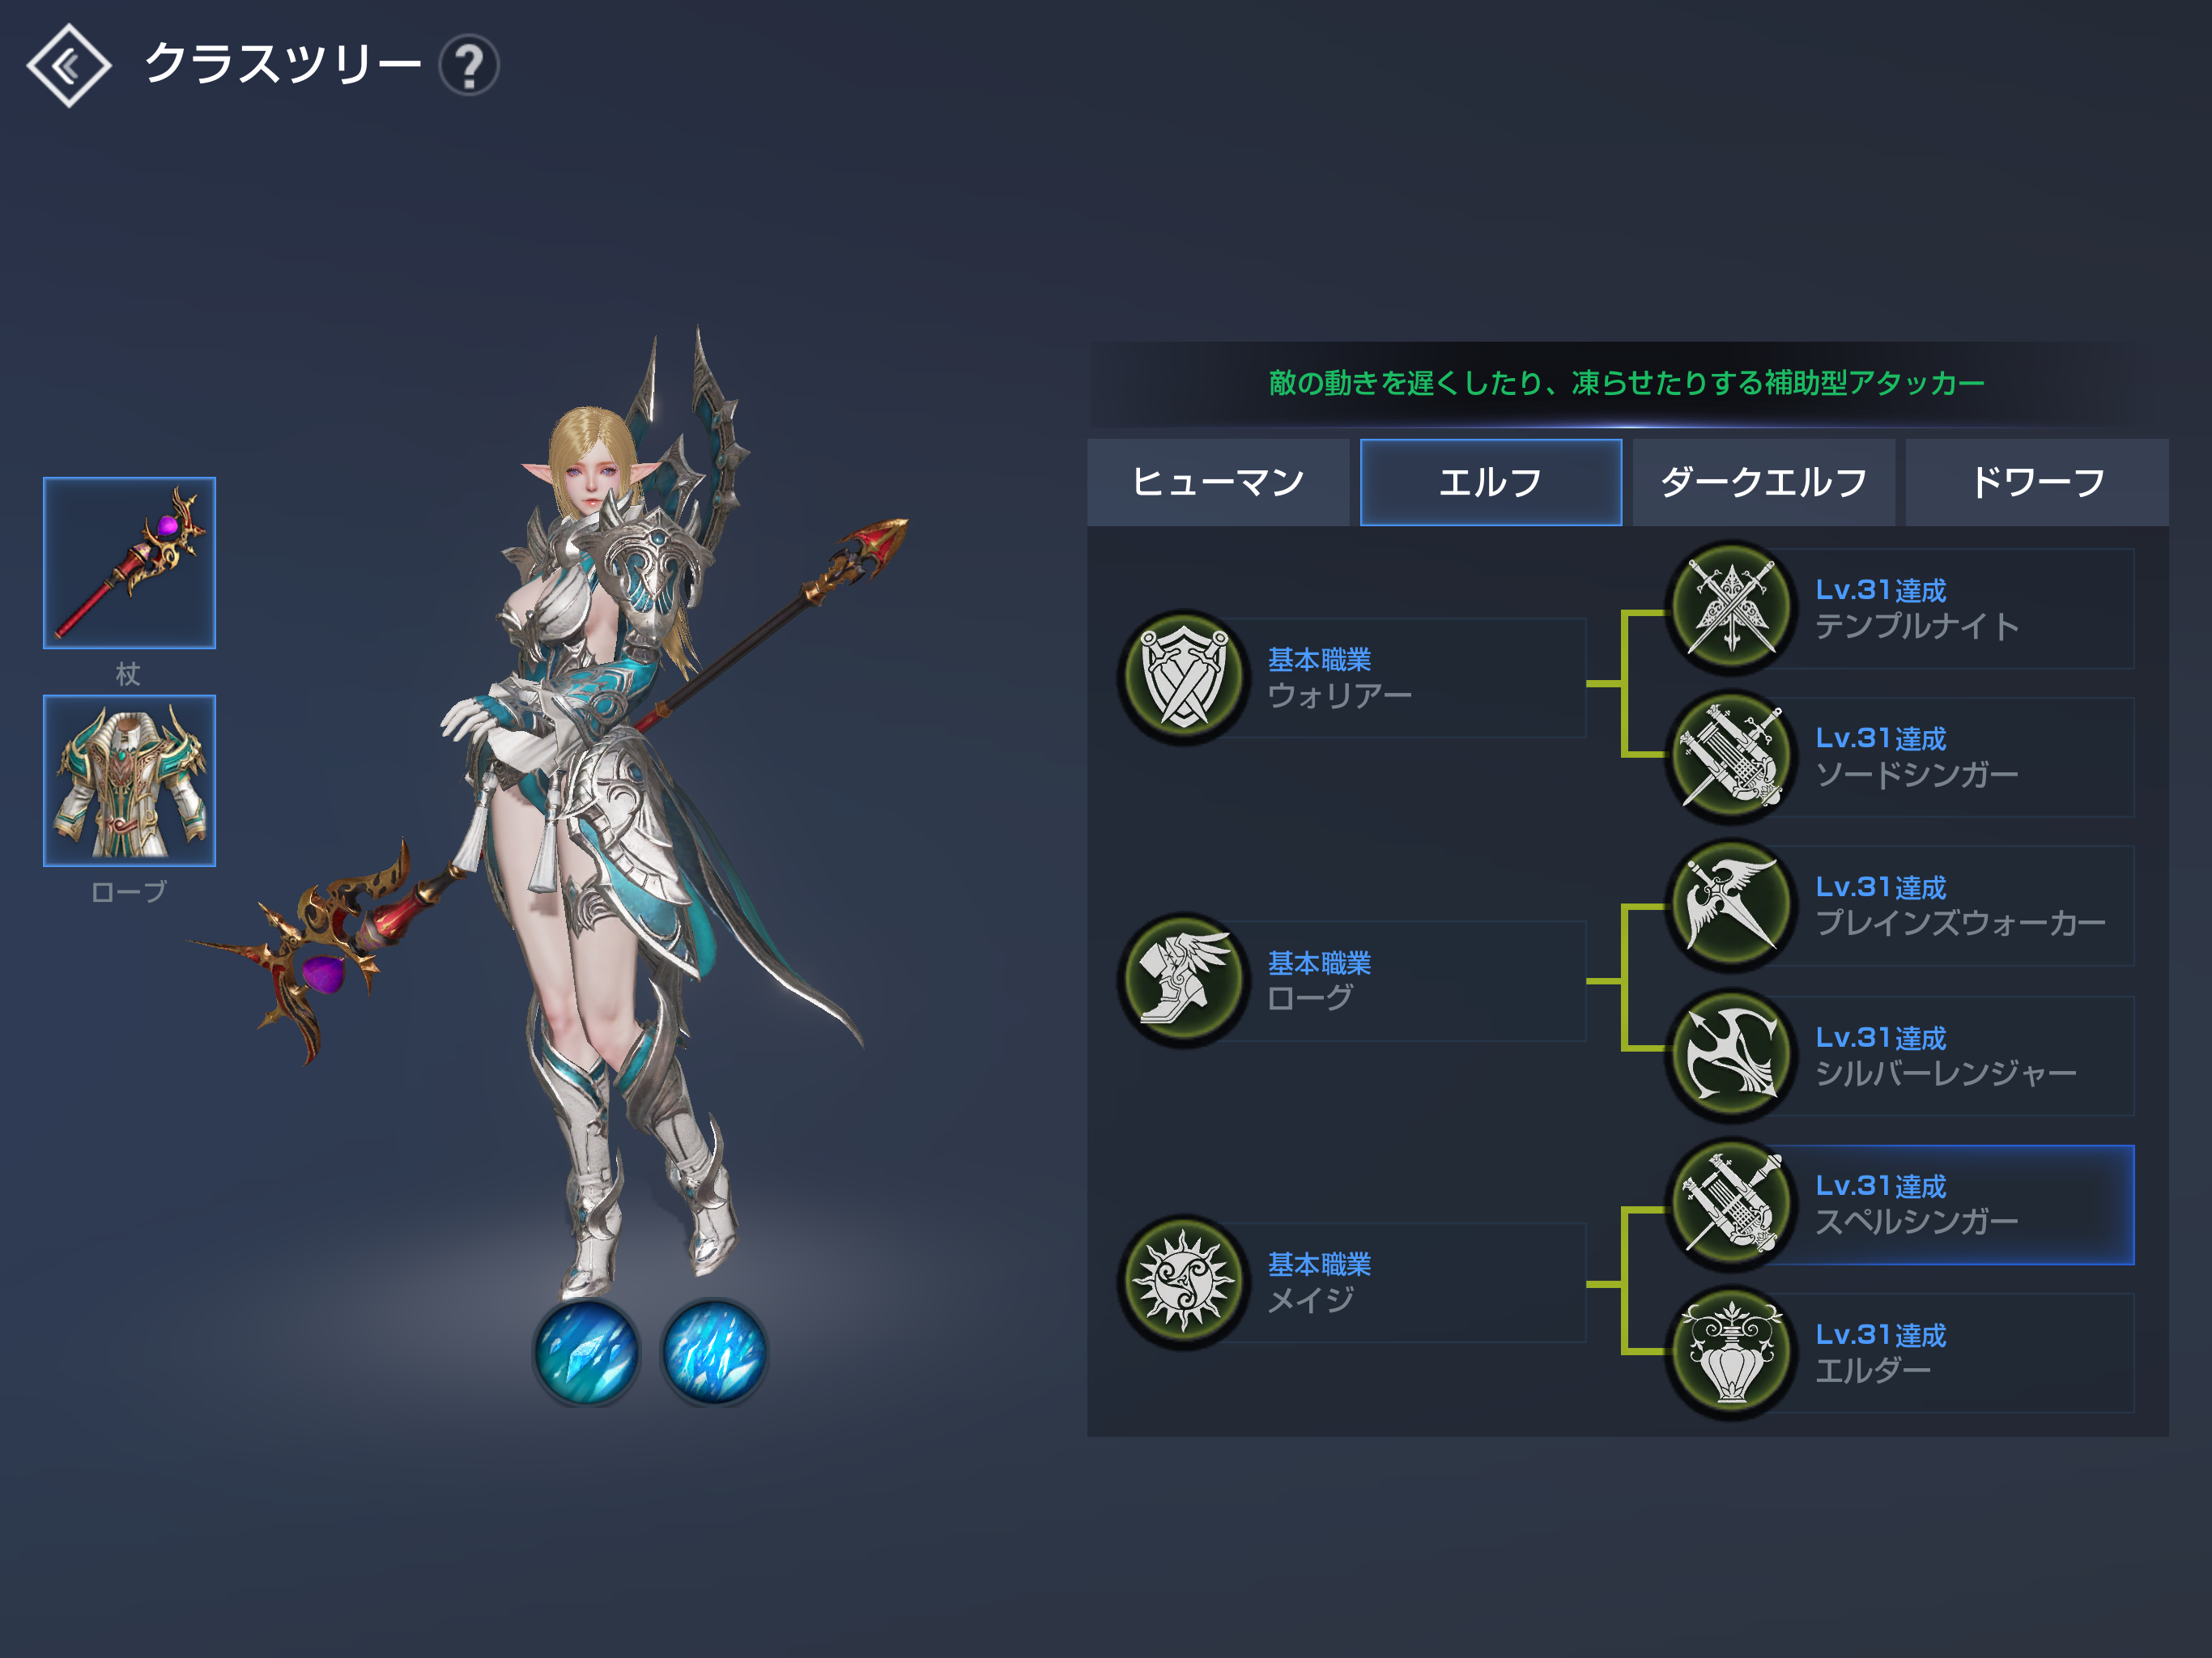 クラスツリー ?
敵の動きを遅くしたり、凍らせたりする補助型アタッカー
ヒューマン
エルフ
ダークエルフ
ドワーフ
杖
ローブ
基本職業
ウォリアー
Lv.31達成
テンプルナイト
Lv.31達成
ソードシンガー
基本職業
ローグ
Lv.31達成
プレインズウォーカー
Lv.31達成
シルバーレンジャー
基本職業
メイジ
Lv.31達成
スペルシンガー
Lv.31達成
エルダー